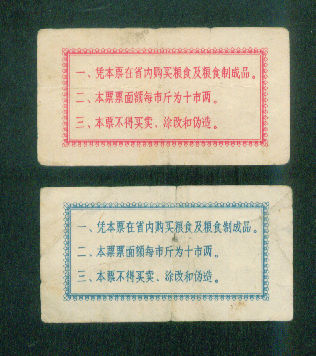 一、凭本票在省内购买粮食及粮食制成品。
二、本票票面额每市斤为十市两。
三、本票不得买卖、涂改和伪造。
一、凭本票在省内购买粮食及粮食制成品。
二、本票票面额每市斤为十市两。
三、本票不得买卖、涂改和伪造。